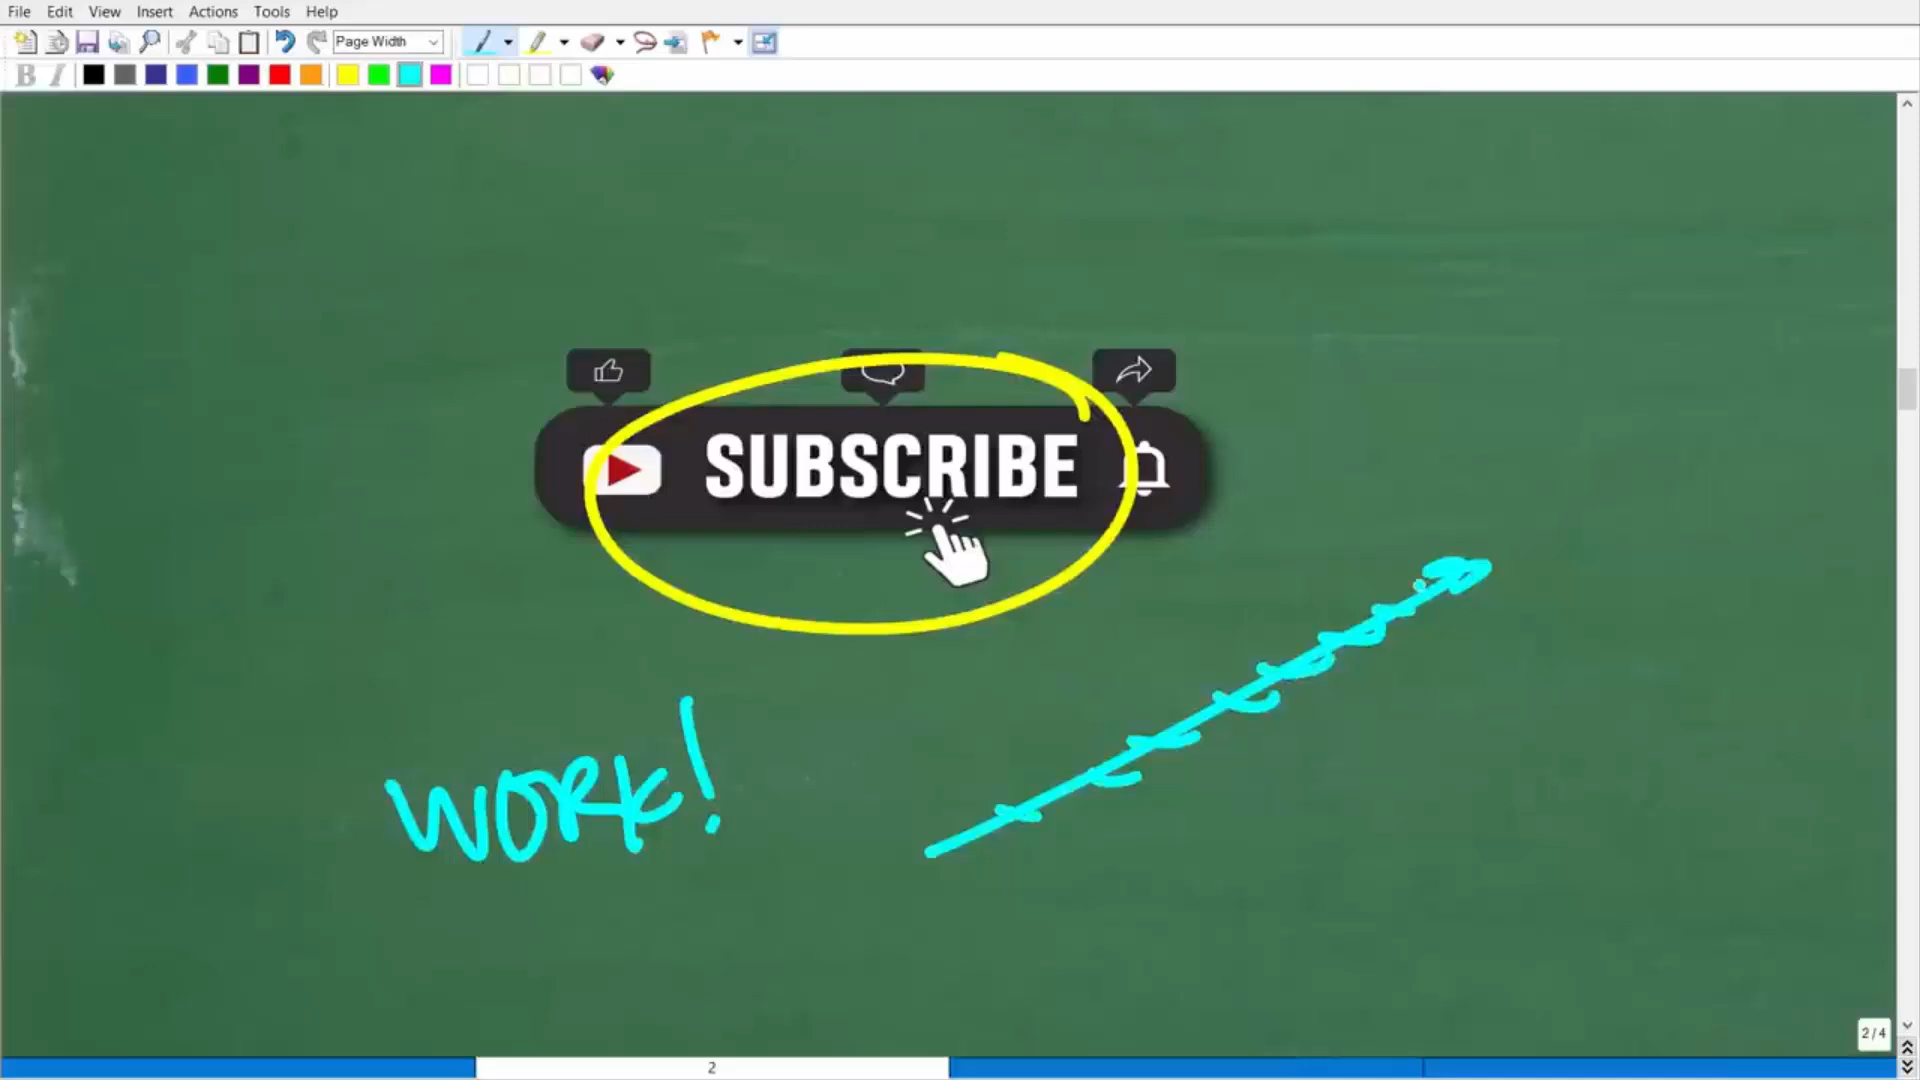 File Edit View Insert Actions Tools Help
Page Width
B I
SUBSCRIBE
WORK!
2/4
2